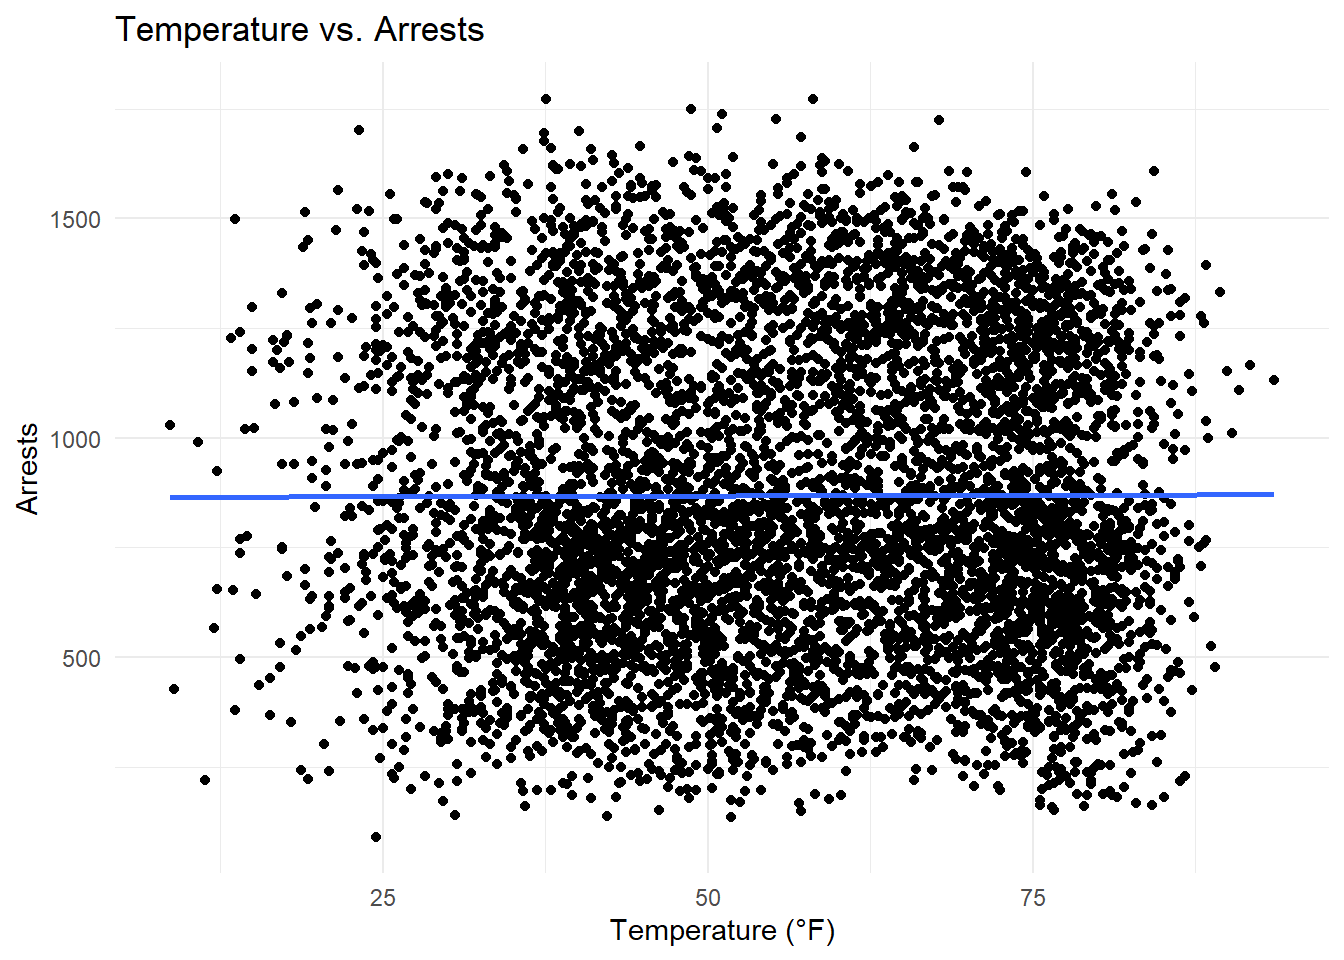 Temperature vs. Arrests
1500
1000
500
Arrests
25 50 75
Temperature (°F)